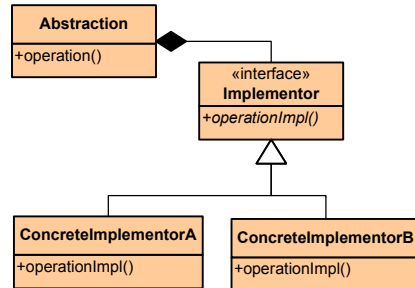 Abstraction
+operation()
«interface»
Implementor
+operationImpl()
ConcreteImplementorA
+operationImpl()
ConcreteImplementorB
+operationImpl()